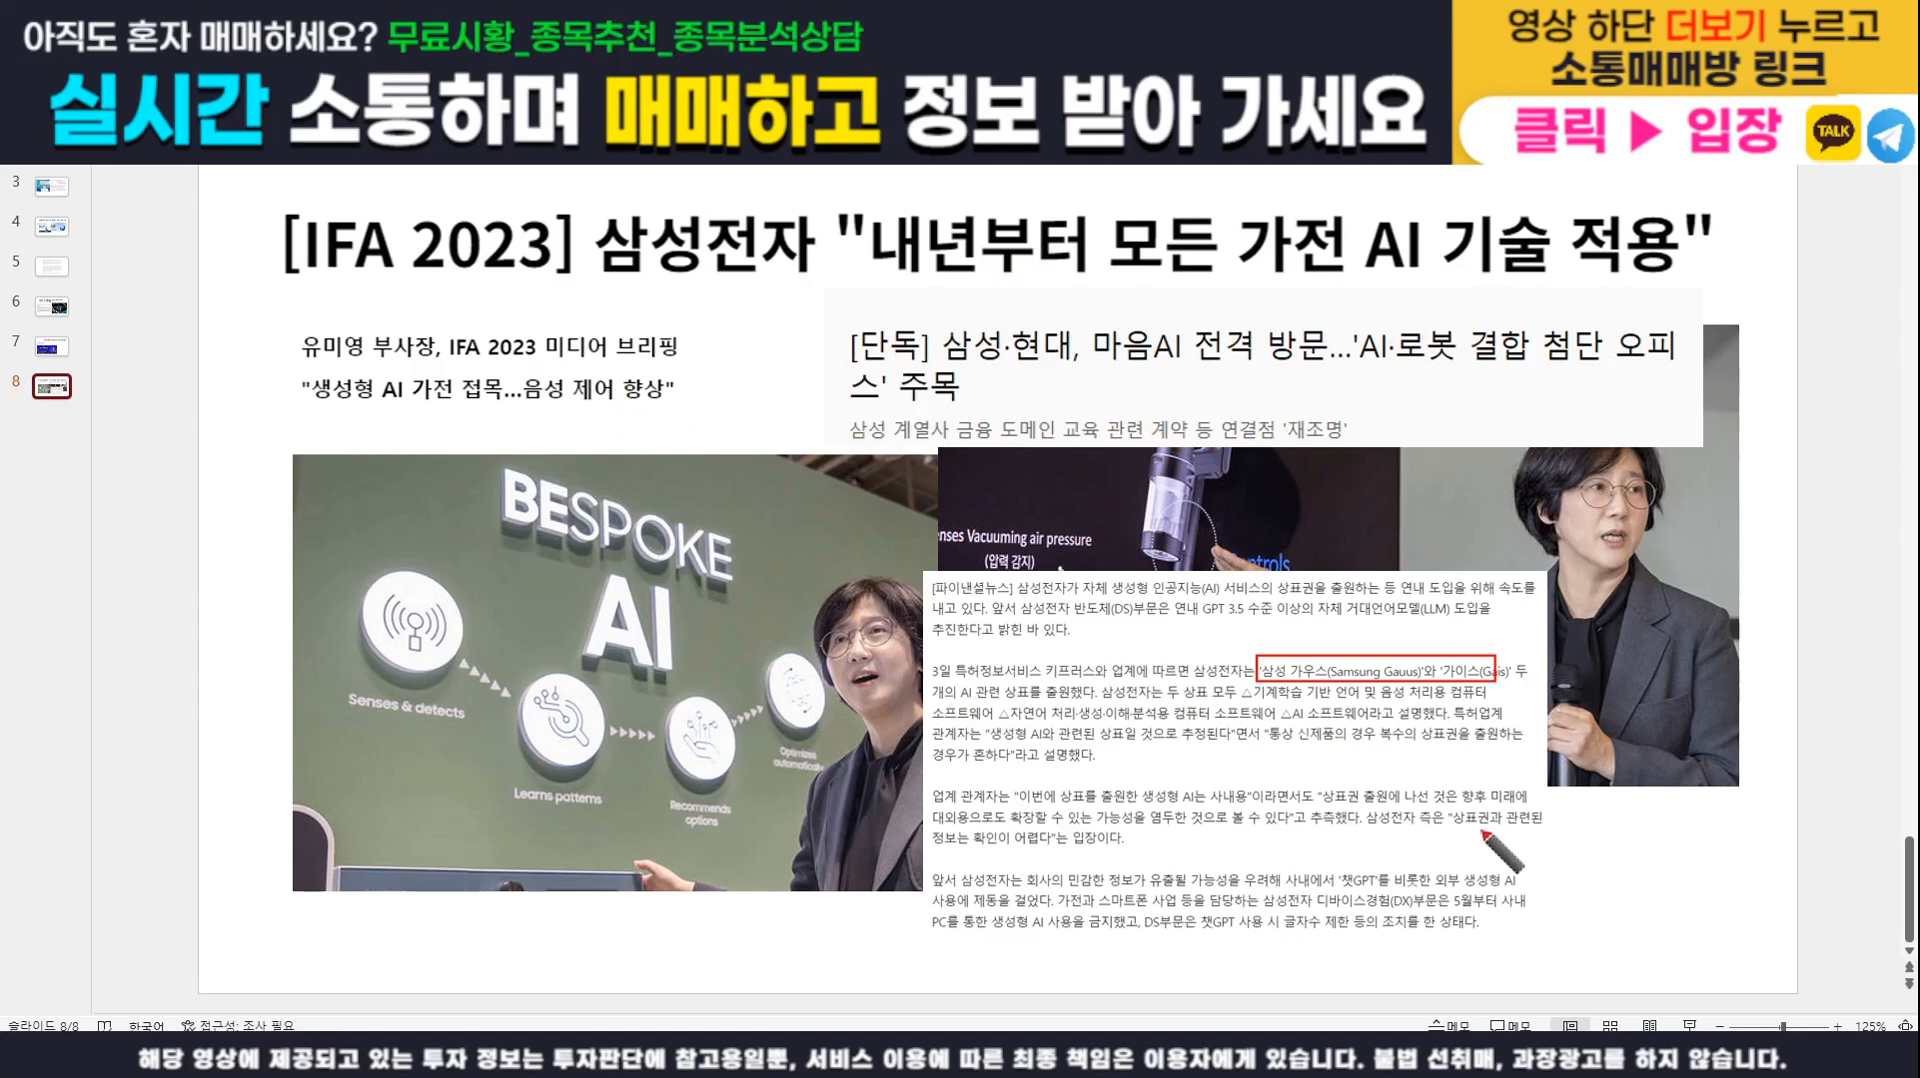 아직도 혼자 매매하세요? 무료시황_종목추천_종목분석상담
실시간 소통하며 매매하고 정보 받아 가세요
영상 하단 더보기 누르고
소통매매방 링크
클릭 ▶ 입장
TALK
3
4
5
6
7
8
[IFA 2023] 삼성전자 "내년부터 모든 가전 AI 기술 적용"
유미영 부사장, IFA 2023 미디어 브리핑
"생성형 AI 가전 접목...음성 제어 향상"
[단독] 삼성·현대, 마음AI 전격 방문...'AI·로봇 결합 첨단 오피
스' 주목
삼성 계열사 금융 도메인 교육 관련 계약 등 연결점 '재조명'
BESPOKE
AI
Senses & detects
Learns patterns
Recommends
options
Optimizes
automatically
enses Vacuuming air pressure
(압력 감지)
ontrols
[파이낸셜뉴스] 삼성전자가 자체 생성형 인공지능(AI) 서비스의 상표권을 출원하는 등 연내 도입을 위해 속도를
내고 있다. 앞서 삼성전자 반도체(DS)부문은 연내 GPT 3.5 수준 이상의 자체 거대언어모델(LLM) 도입을
추진한다고 밝힌 바 있다.
3일 특허정보서비스 키프러스와 업계에 따르면 삼성전자는 '삼성 가우스(Samsung Gauus)'와 '가이스(Gais)' 두
개의 AI 관련 상표를 출원했다. 삼성전자는 두 상표 모두 △기계학습 기반 언어 및 음성 처리용 컴퓨터
소프트웨어 △자연어 처리·생성·이해·분석용 컴퓨터 소프트웨어 △AI 소프트웨어라고 설명했다. 특허업계
관계자는 "생성형 AI와 관련된 상표일 것으로 추정된다"면서 "통상 신제품의 경우 복수의 상표권을 출원하는
경우가 흔하다"라고 설명했다.
업계 관계자는 "이번에 상표를 출원한 생성형 AI는 사내용"이라면서도 "상표권 출원에 나선 것은 향후 미래에
대외용으로도 확장할 수 있는 가능성을 염두한 것으로 볼 수 있다"고 추측했다. 삼성전자 측은 "상표권과 관련된
정보는 확인이 어렵다"는 입장이다.
앞서 삼성전자는 회사의 민감한 정보가 유출될 가능성을 우려해 사내에서 '챗GPT'를 비롯한 외부 생성형 AI
사용에 제동을 걸었다. 가전과 스마트폰 사업 등을 담당하는 삼성전자 디바이스경험(DX)부문은 5월부터 사내
PC를 통한 생성형 AI 사용을 금지했고, DS부문은 챗GPT 사용 시 글자수 제한 등의 조치를 한 상태다.
슬라이드 8/8 한국어 접근성: 조사 필요 메모 메모 125%
해당 영상에 제공되고 있는 투자 정보는 투자판단에 참고용일뿐, 서비스 이용에 따른 최종 책임은 이용자에게 있습니다. 불법 선취매, 과장광고를 하지 않습니다.